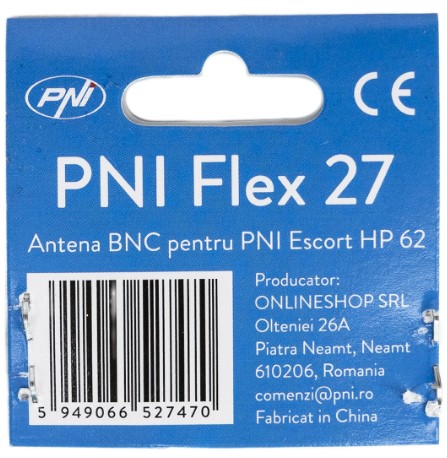 PNI
CE
PNI Flex 27
Antena BNC pentru PNI Escort HP 62
Producator:
ONLINESHOP SRL
Olteniei 26A
Piatra Neamt, Neamt
610206, Romania
comenzi@pni.ro
Fabricat in China
5 949066 527470